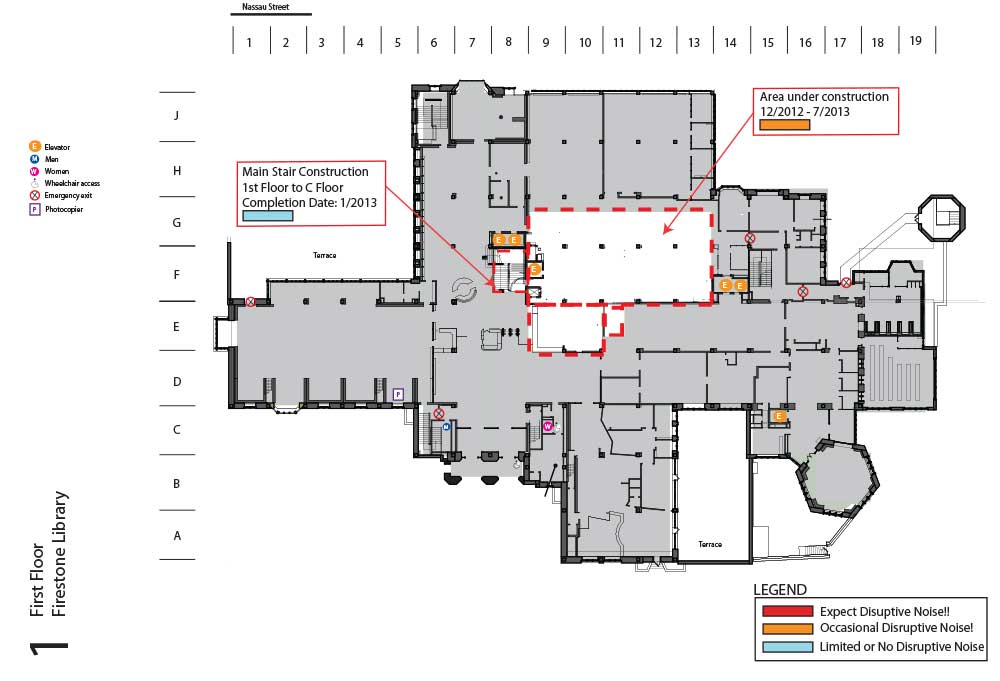 Nassau Street
1 2 3 4 5 6 7 8 9 10 11 12 13 14 15 16 17 18 19
J
H
G
F
E
D
C
B
A
E Elevator
M Men
W Women
Wheelchair access
Emergency exit
P Photocopier
Main Stair Construction
1st Floor to C Floor
Completion Date: 1/2013
Area under construction
12/2012 - 7/2013
Terrace
E E
E
E E
P
M
W
E
Terrace
First Floor
Firestone Library
1
LEGEND
Expect Disuptive Noise!!
Occasional Disruptive Noise!
Limited or No Disruptive Noise